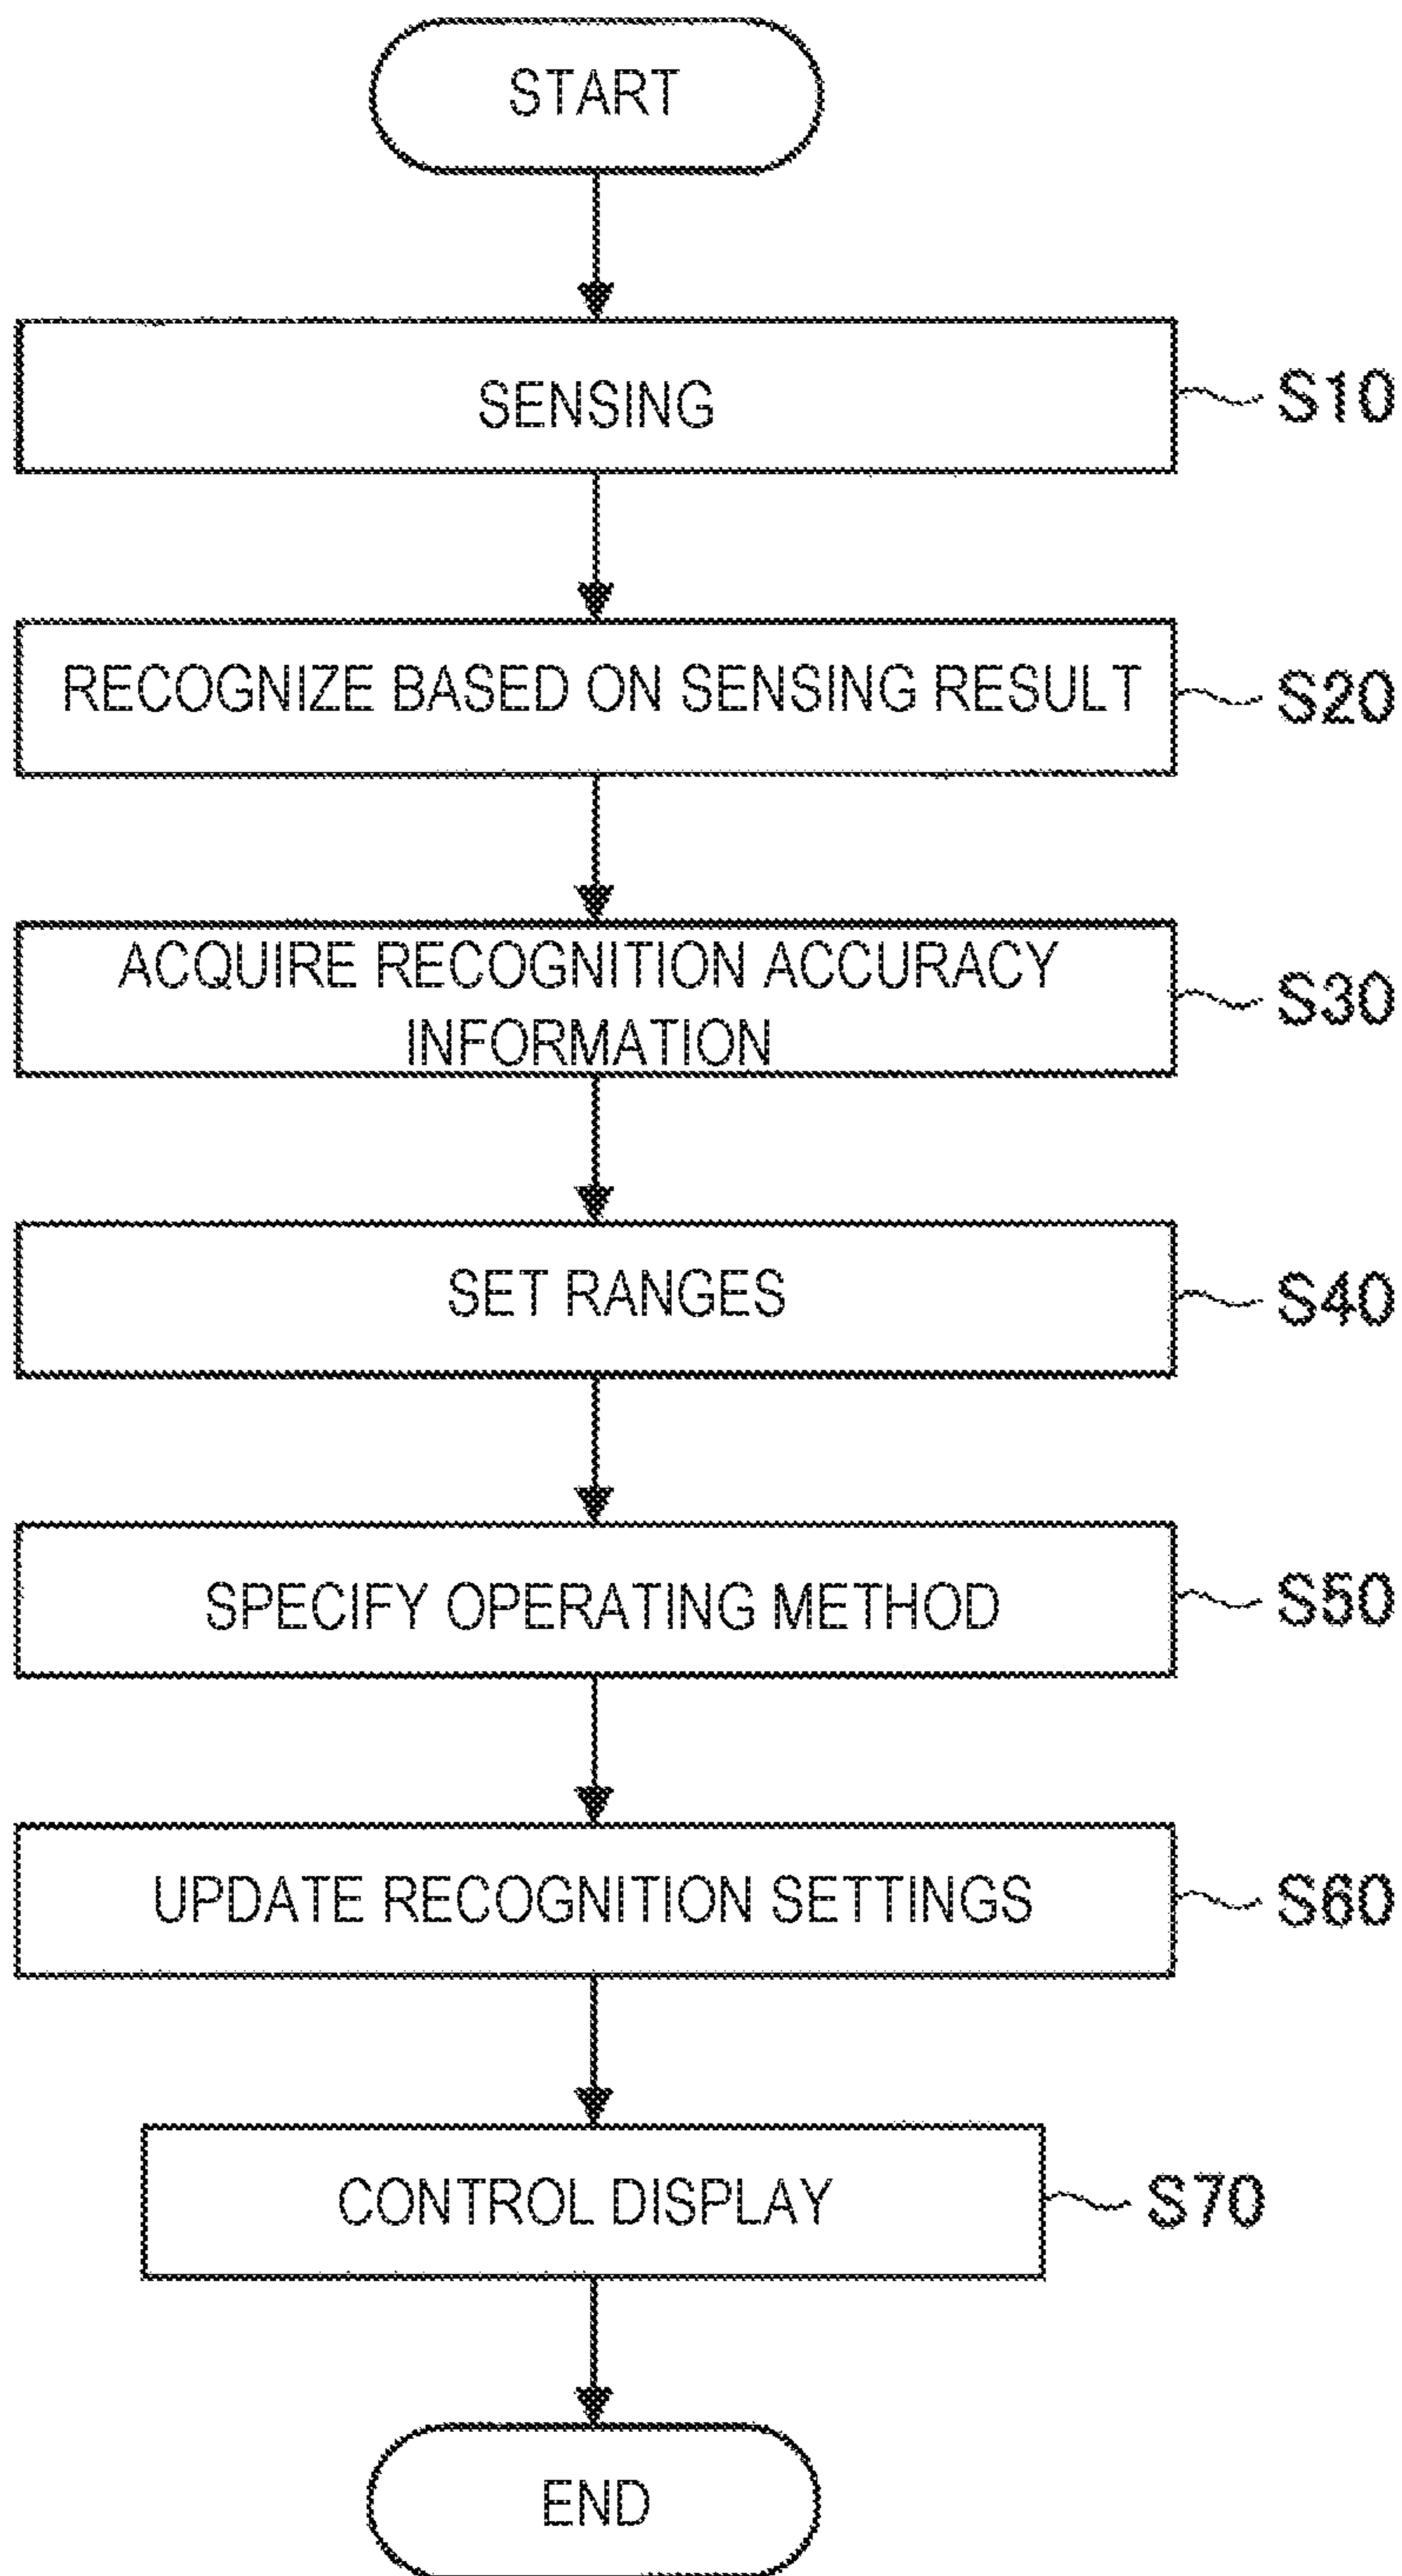 START
SENSING
S10
RECOGNIZE BASED ON SENSING RESULT
S20
ACQUIRE RECOGNITION ACCURACY
INFORMATION
S30
SET RANGES
S40
SPECIFY OPERATING METHOD
S50
UPDATE RECOGNITION SETTINGS
S60
CONTROL DISPLAY
S70
END